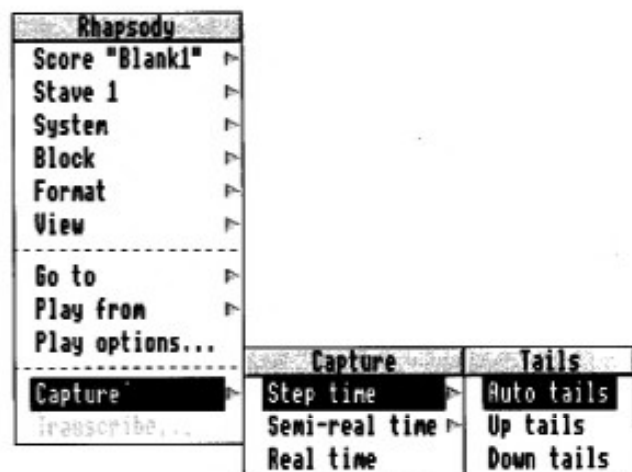 Rhapsody
Score "Blank1"
Stave 1
System
Block
Format
View
Go to
Play from
Play options...
Capture
Transcribe...
Capture
Step time
Semi-real time
Real time
Tails
Auto tails
Up tails
Down tails